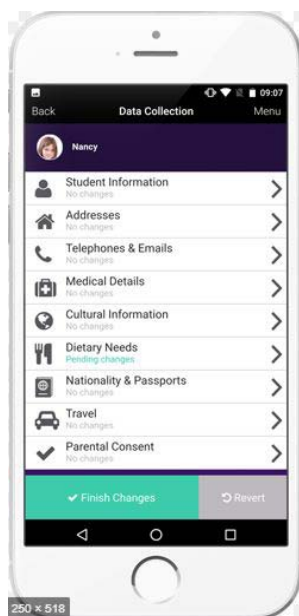 09:07
Back Data Collection Menu
Nancy
Student Information
No changes
Addresses
No changes
Telephones & Emails
No changes
Medical Details
No changes
Cultural Information
No changes
Dietary Needs
Pending changes
Nationality & Passports
No changes
Travel
No changes
Parental Consent
No changes
Finish Changes Revert
250 × 518